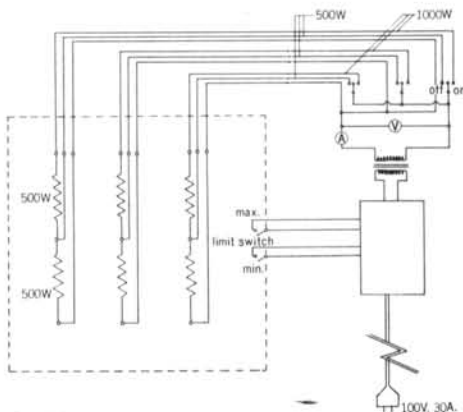 500W
1000W
off
on
V
A
500W
max.
limit switch
min.
500W
100V, 30A.